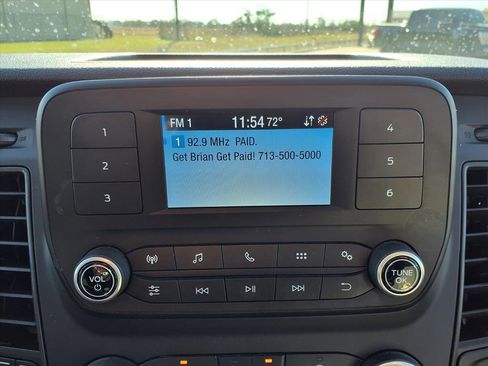 FM 1 11:54 72°
1 92.9 MHz PAID.
Get Brian Get Paid! 713-500-5000
1
2
3
4
5
6
VOL
TUNE
OK